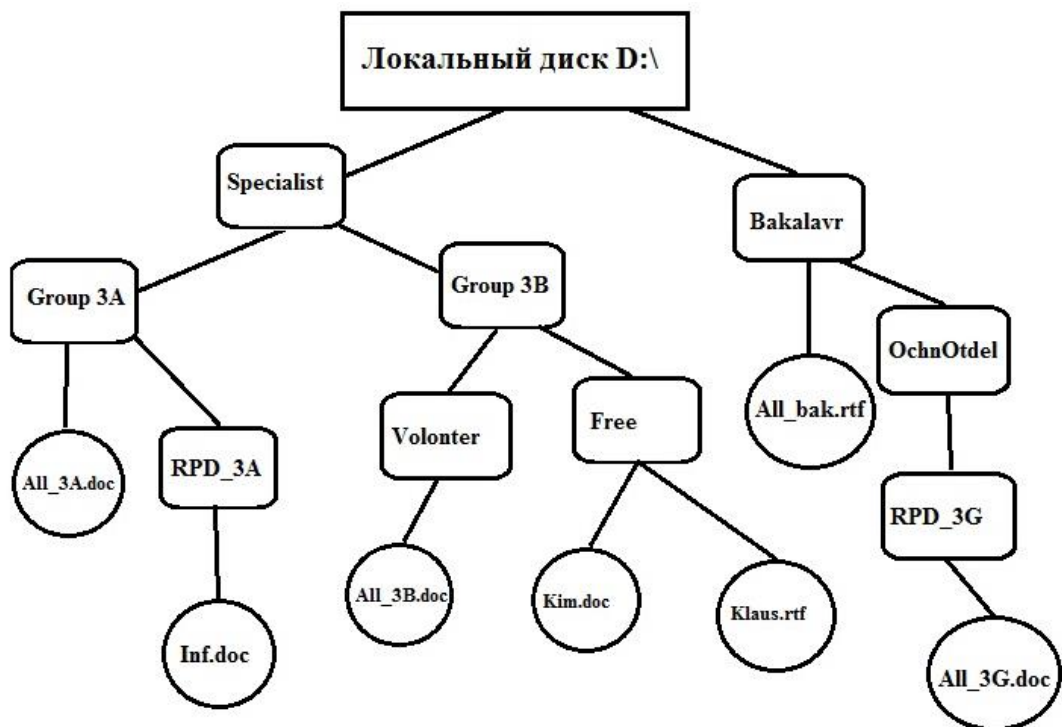 Локальный диск D:\
Specialist
Bakalavr
Group 3A
Group 3B
OchnOtdel
All_bak.rtf
Volonter
Free
All_3A.doc
RPD_3A
RPD_3G
All_3B.doc
Kim.doc
Klaus.rtf
Inf.doc
All_3G.doc